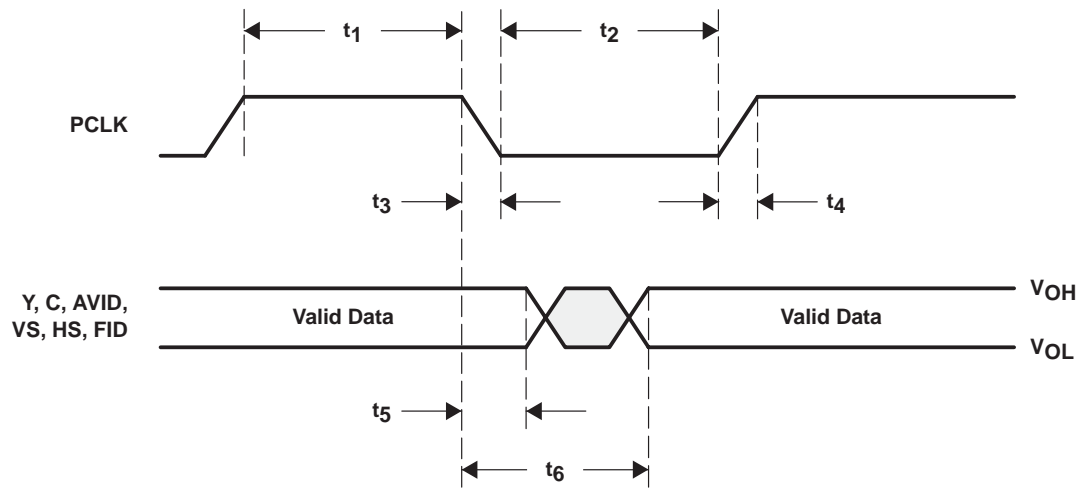 t1
t2
PCLK
t3
t4
Y, C, AVID,
VS, HS, FID
Valid Data
Valid Data
VOH
VOL
t5
t6